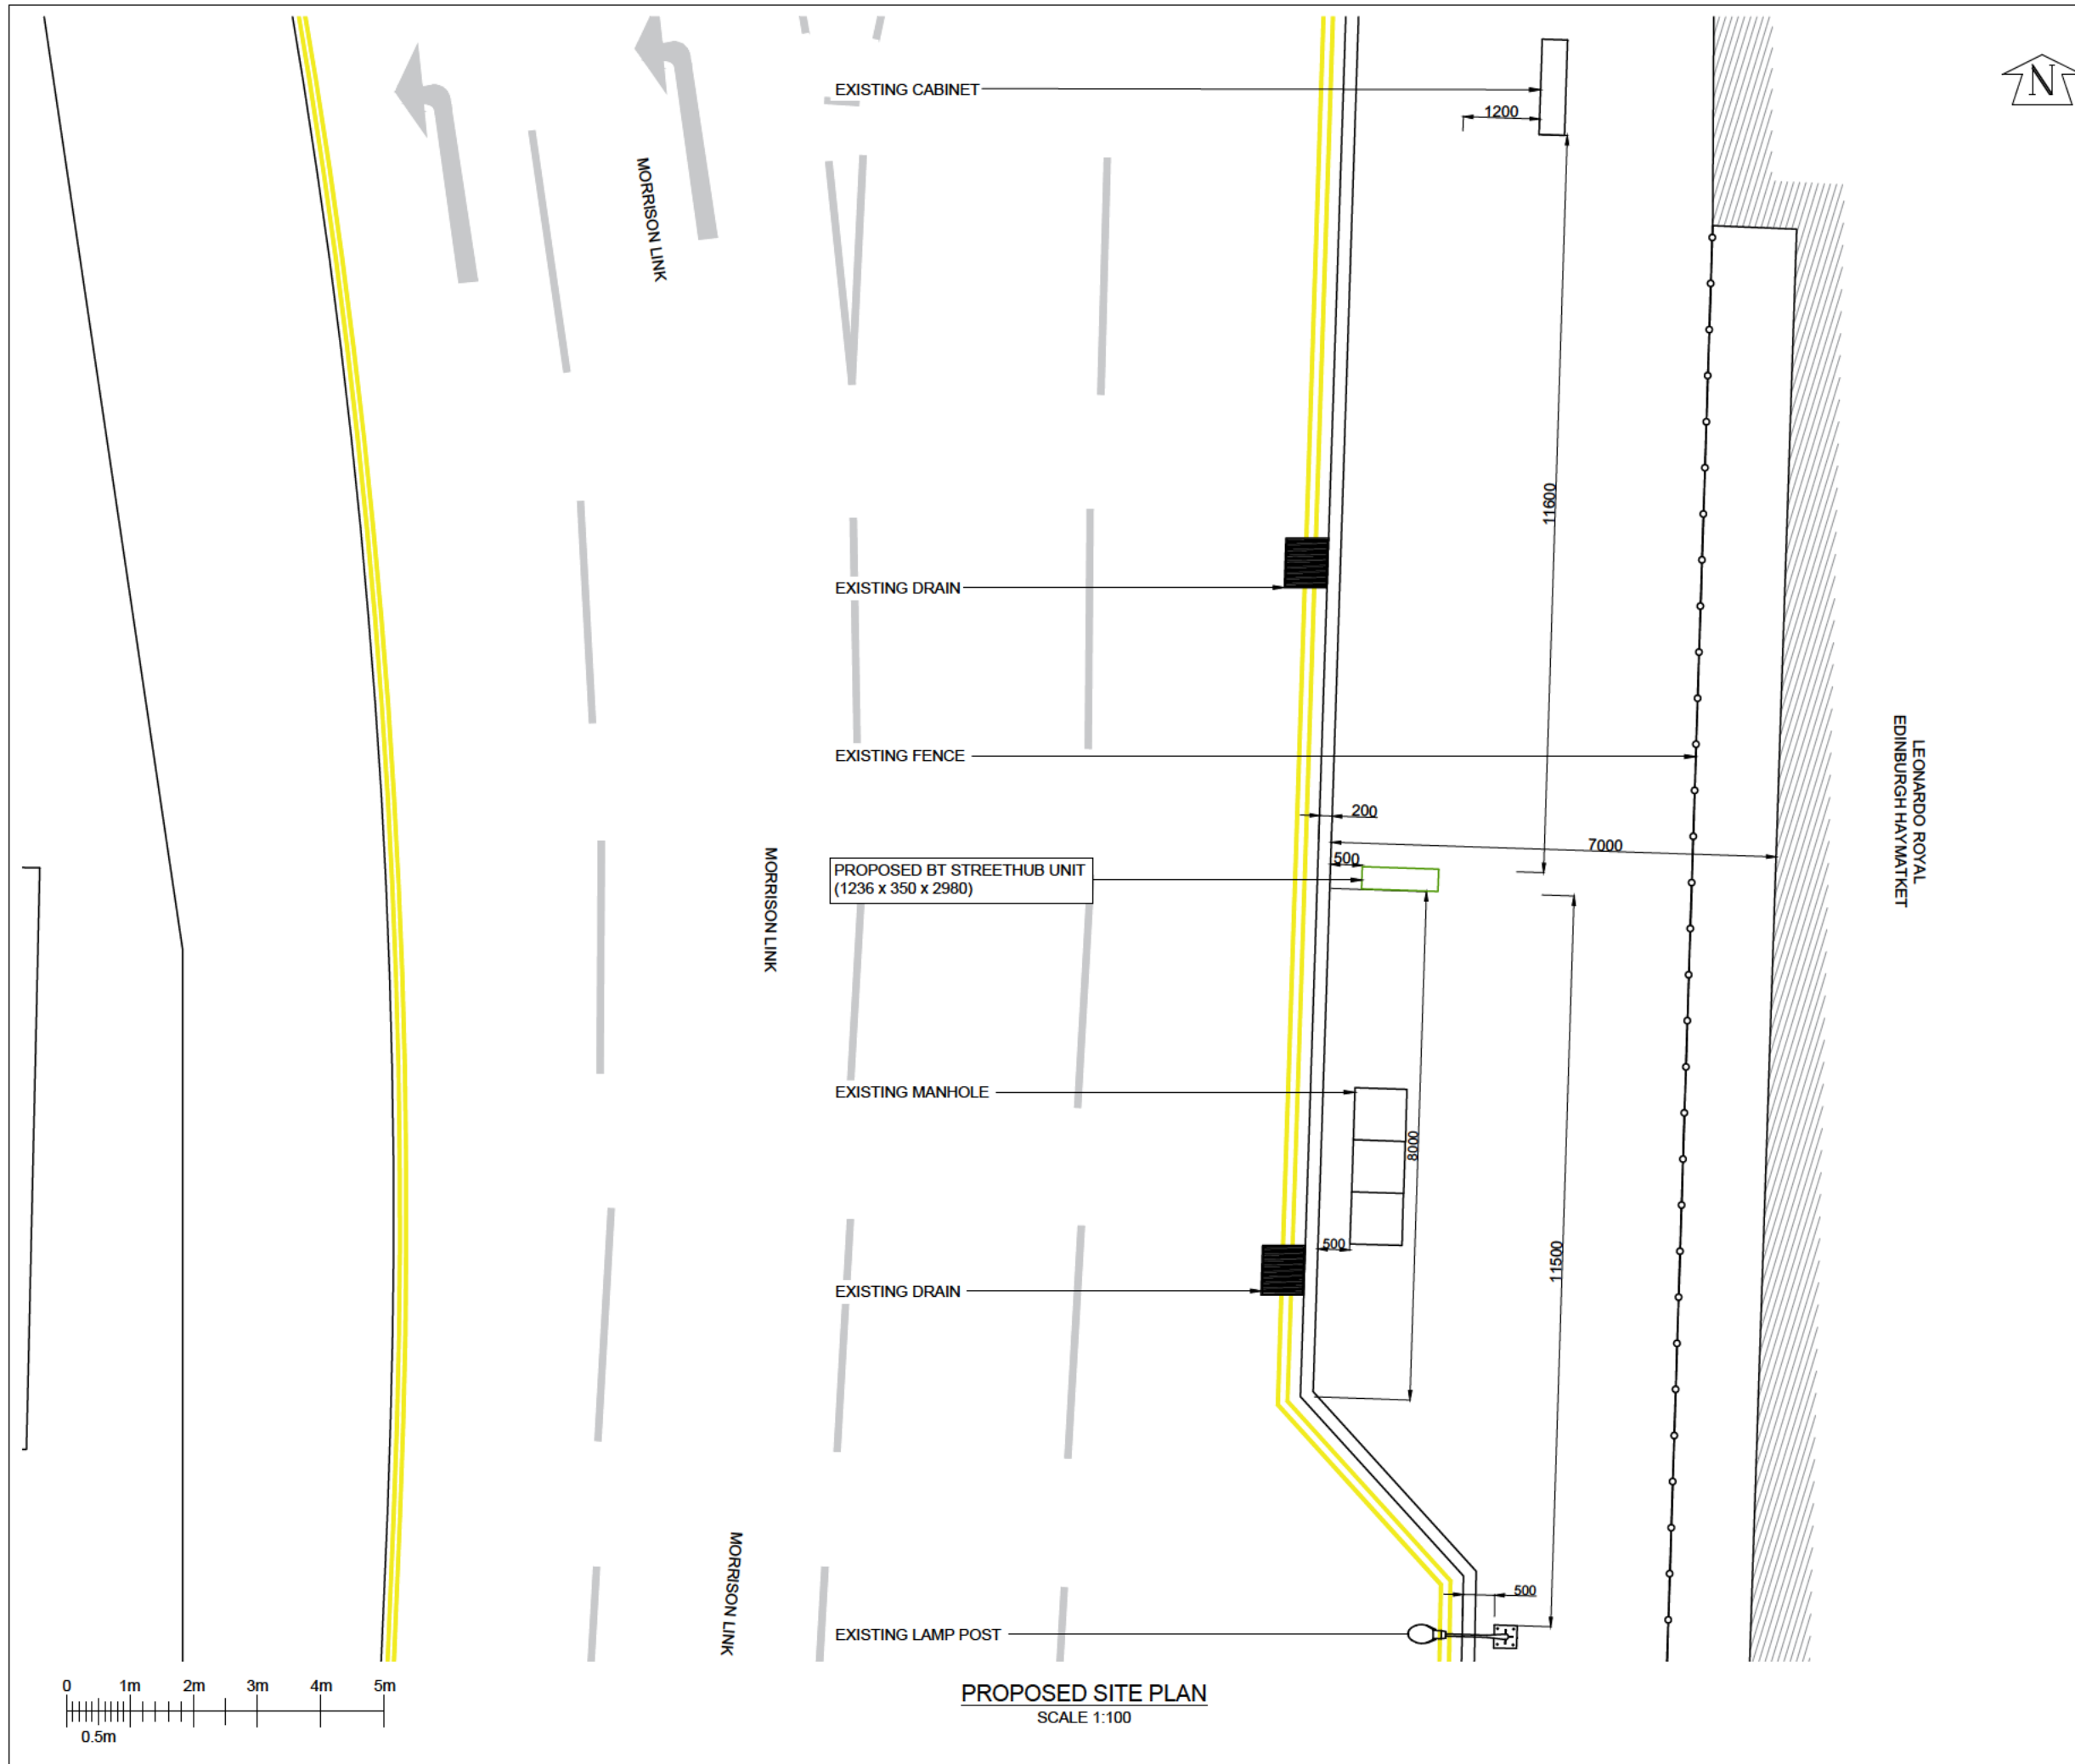 EXISTING CABINET
N
1200
MORRISON LINK
11600
EXISTING DRAIN
EXISTING FENCE
LEONARDO ROYAL
EDINBURGH HAYMATKET
200
7000
500
PROPOSED BT STREETHUB UNIT
(1236 x 350 x 2980)
MORRISON LINK
EXISTING MANHOLE
8000
500
11500
EXISTING DRAIN
MORRISON LINK
500
EXISTING LAMP POST
0 1m 2m 3m 4m 5m
0.5m
PROPOSED SITE PLAN
SCALE 1:100